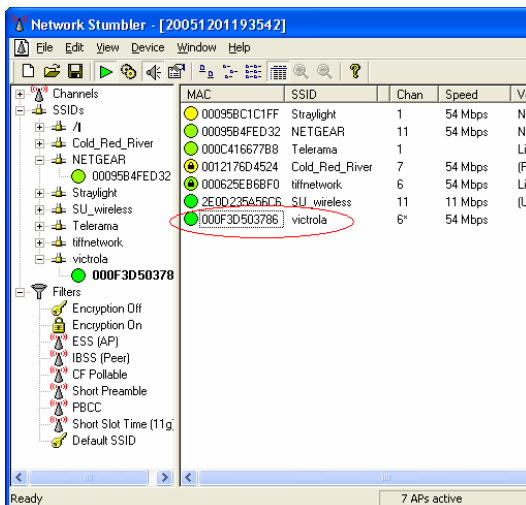 Network Stumbler - [20051201193542]
File Edit View Device Window Help
Channels
SSIDs
Cold_Red_River
NETGEAR
00095B4FED32
Straylight
SU_wireless
Telerama
tiffnetwork
victrola
000F3D50378
Filters
Encryption Off
Encryption On
ESS (AP)
IBSS (Peer)
CF Pollable
Short Preamble
PBCC
Short Slot Time (11g
Default SSID
MAC SSID Chan Speed V
00095BC1C1FF Straylight 1 54 Mbps N
00095B4FED32 NETGEAR 11 54 Mbps N
000C416677B8 Telerama 1 Li
0012176D4524 Cold_Red_River 7 54 Mbps (F
000625EB6BF0 tiffnetwork 6 54 Mbps Li
2E0D235A56C6 SU_wireless 11 11 Mbps (U
000F3D503786 victrola 6* 54 Mbps
Ready
7 APs active